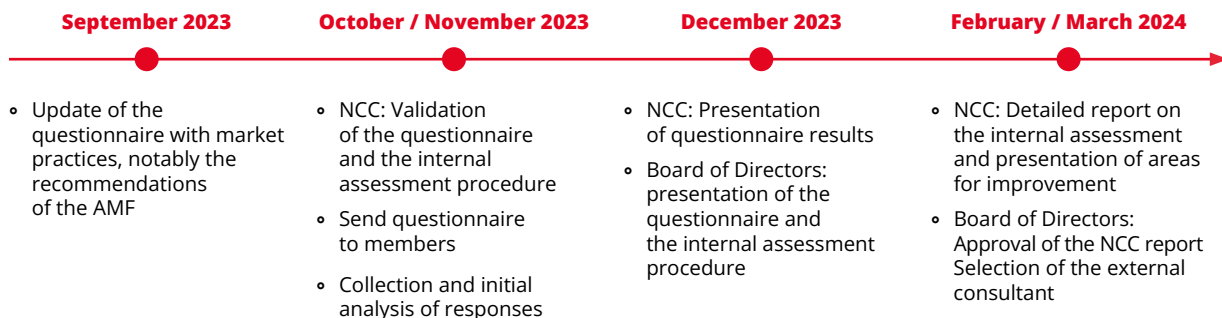 September 2023
Update of the
questionnaire with market
practices, notably the
recommendations
of the AMF
October / November 2023
NCC: Validation
of the questionnaire
and the internal
assessment procedure
Send questionnaire
to members
Collection and initial
analysis of responses
December 2023
NCC: Presentation
of questionnaire results
Board of Directors:
presentation of the
questionnaire and
the internal assessment
procedure
February / March 2024
NCC: Detailed report on
the internal assessment
and presentation of areas
for improvement
Board of Directors:
Approval of the NCC report
Selection of the external
consultant